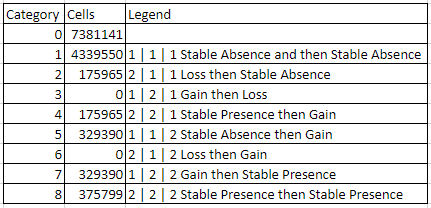 Category Cells Legend
0 7381141
1 4339550 1 | 1 | 1 Stable Absence and then Stable Absence
2 175965 2 | 1 | 1 Loss then Stable Absence
3 0 1 | 2 | 1 Gain then Loss
4 175965 2 | 2 | 1 Stable Presence then Gain
5 329390 1 | 1 | 2 Stable Absence then Gain
6 0 2 | 1 | 2 Loss then Gain
7 329390 1 | 2 | 2 Gain then Stable Presence
8 375799 2 | 2 | 2 Stable Presence then Stable Presence